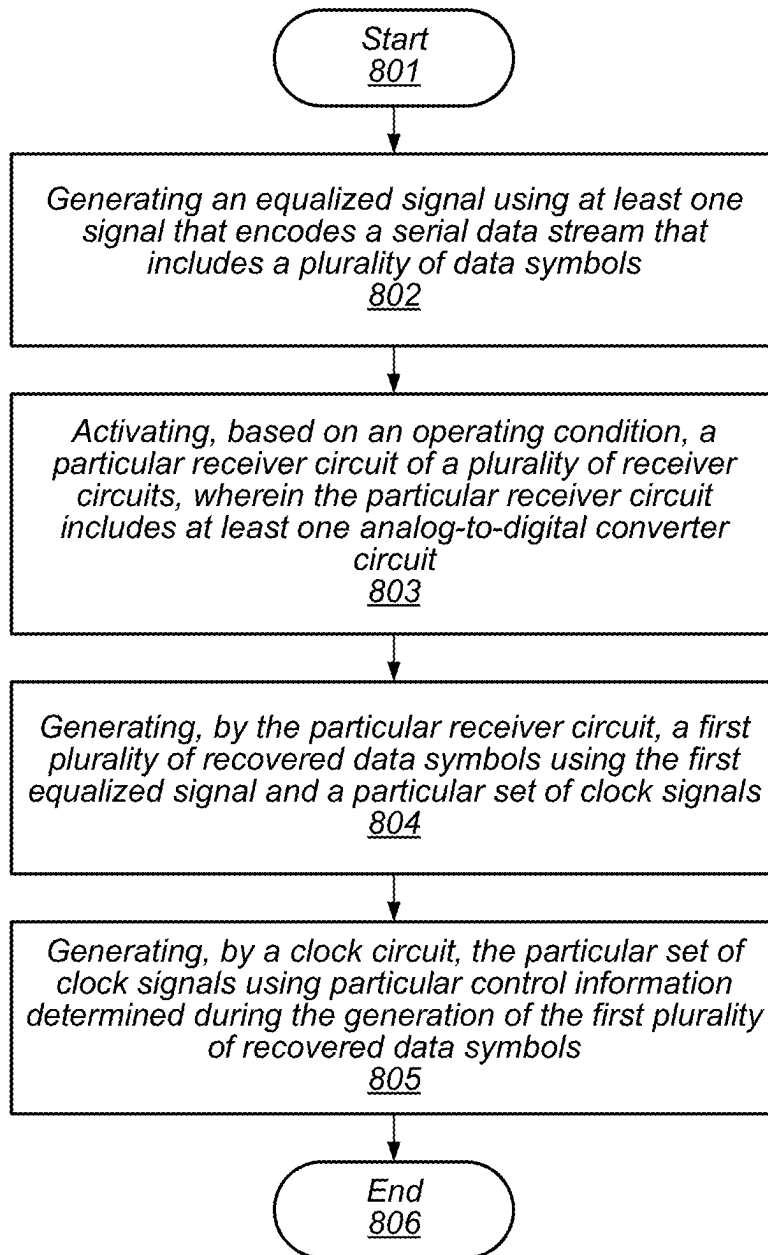 Start
801
Generating an equalized signal using at least one
signal that encodes a serial data stream that
includes a plurality of data symbols
802
Activating, based on an operating condition, a
particular receiver circuit of a plurality of receiver
circuits, wherein the particular receiver circuit
includes at least one analog-to-digital converter
circuit
803
Generating, by the particular receiver circuit, a first
plurality of recovered data symbols using the first
equalized signal and a particular set of clock signals
804
Generating, by a clock circuit, the particular set of
clock signals using particular control information
determined during the generation of the first plurality
of recovered data symbols
805
End
806